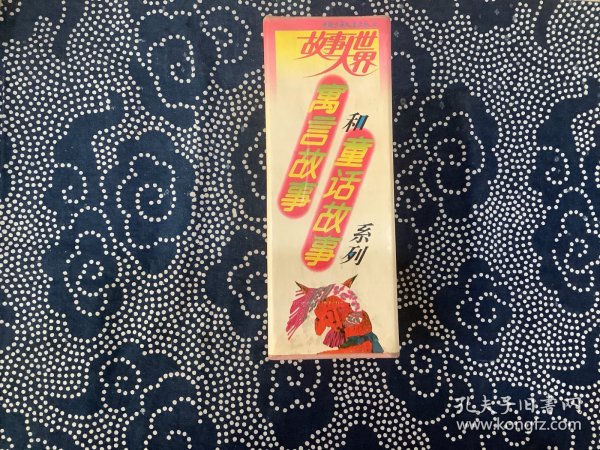 故事大世界
寓言故事
和
童话故事
系列
孔夫子旧书网
kongfz.com